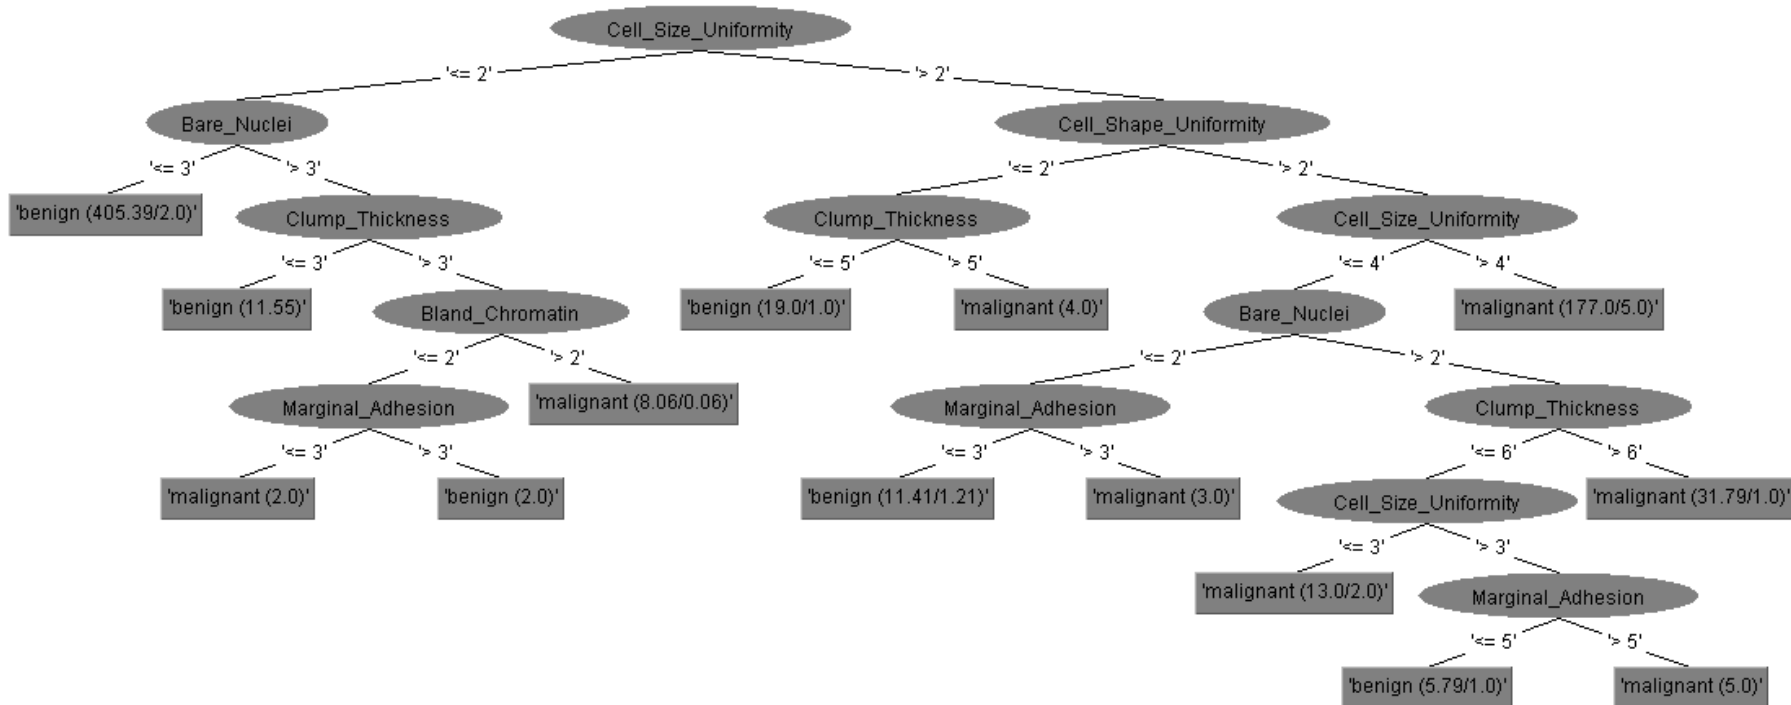 Cell_Size_Uniformity
'<= 2' '> 2'
Bare_Nuclei Cell_Shape_Uniformity
'<= 3' '> 3' '<= 2' '> 2'
'benign (405.39/2.0)' Clump_Thickness Clump_Thickness Cell_Size_Uniformity
'<= 3' '> 3' '<= 5' '> 5' '<= 4' '> 4'
'benign (11.55)' Bland_Chromatin 'benign (19.0/1.0)' 'malignant (4.0)' Bare_Nuclei 'malignant (177.0/5.0)'
'<= 2' '> 2' '<= 2' '> 2'
Marginal_Adhesion 'malignant (8.06/0.06)' Marginal_Adhesion Clump_Thickness
'<= 3' '> 3' '<= 3' '> 3' '<= 6' '> 6'
'malignant (2.0)' 'benign (2.0)' 'benign (11.41/1.21)' 'malignant (3.0)' Cell_Size_Uniformity 'malignant (31.79/1.0)'
'<= 3' '> 3'
'malignant (13.0/2.0)' Marginal_Adhesion
'<= 5' '> 5'
'benign (5.79/1.0)' 'malignant (5.0)'